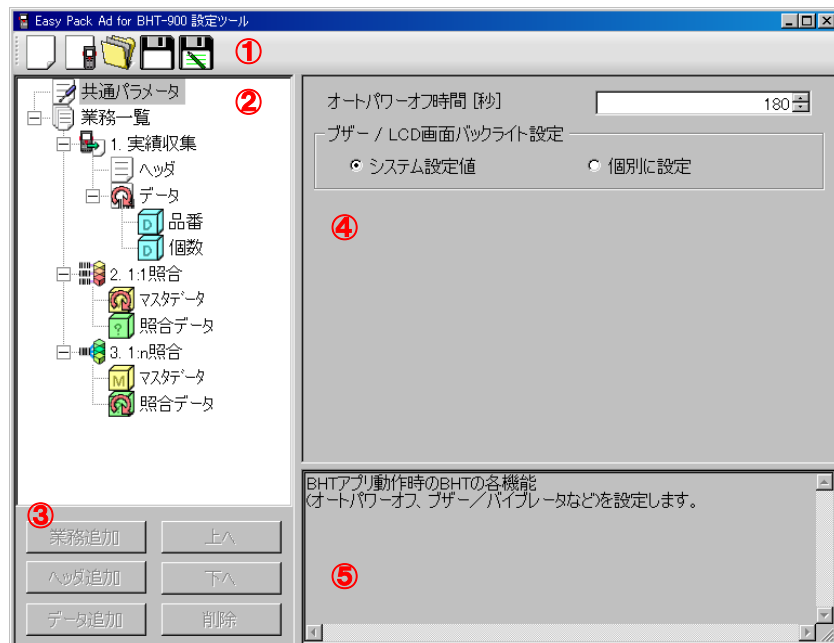 Easy Pack Ad for BHT-900 設定ツール
①
②
共通パラメータ
業務一覧
1. 実績収集
ヘッダ
データ
品番
個数
2. 1:1照合
マスタデータ
照合データ
3. 1:n照合
マスタデータ
照合データ
③
業務追加
上へ
ヘッダ追加
下へ
データ追加
削除
オートパワーオフ時間 [秒]
180
ブザー / LCD画面バックライト設定
システム設定値
個別に設定
④
BHTアプリ動作時のBHTの各機能
(オートパワーオフ、ブザー／バイブレータなど)を設定します。
⑤